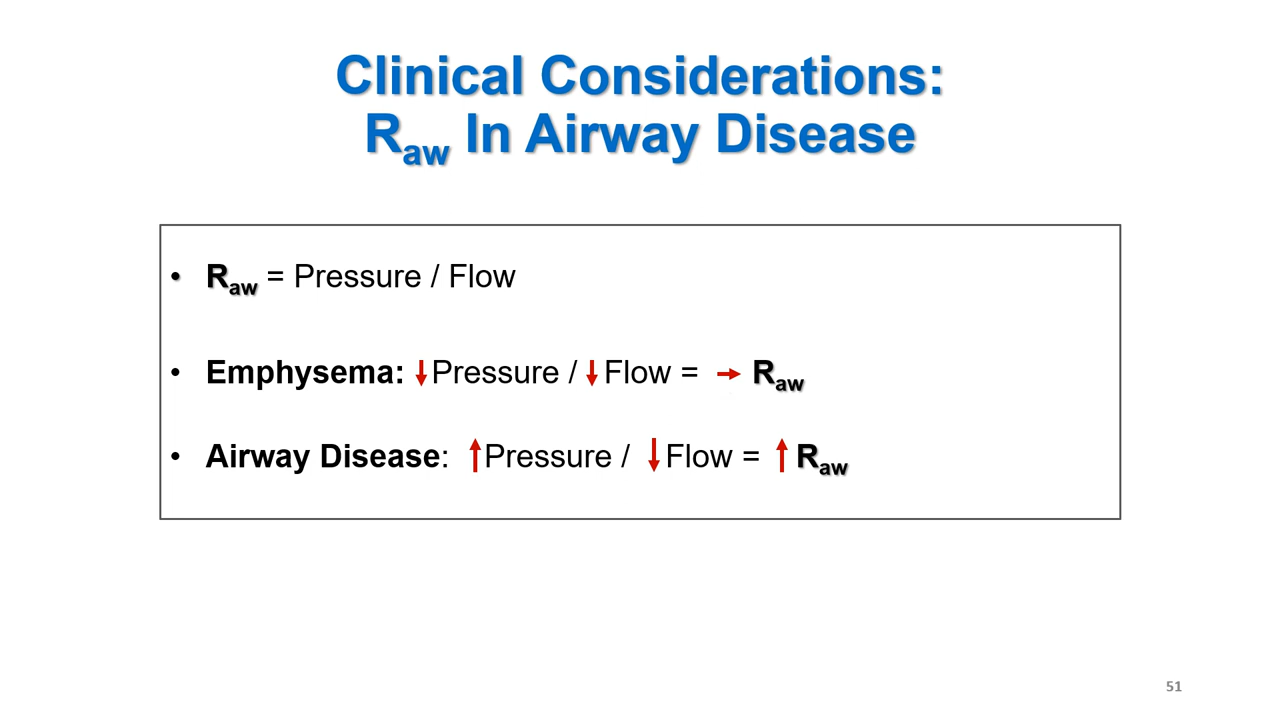 Clinical Considerations:
Raw In Airway Disease
• Raw = Pressure / Flow
• Emphysema: ↓Pressure / ↓ Flow = → Raw
• Airway Disease: ↑Pressure / ↓ Flow = ↑ Raw
51